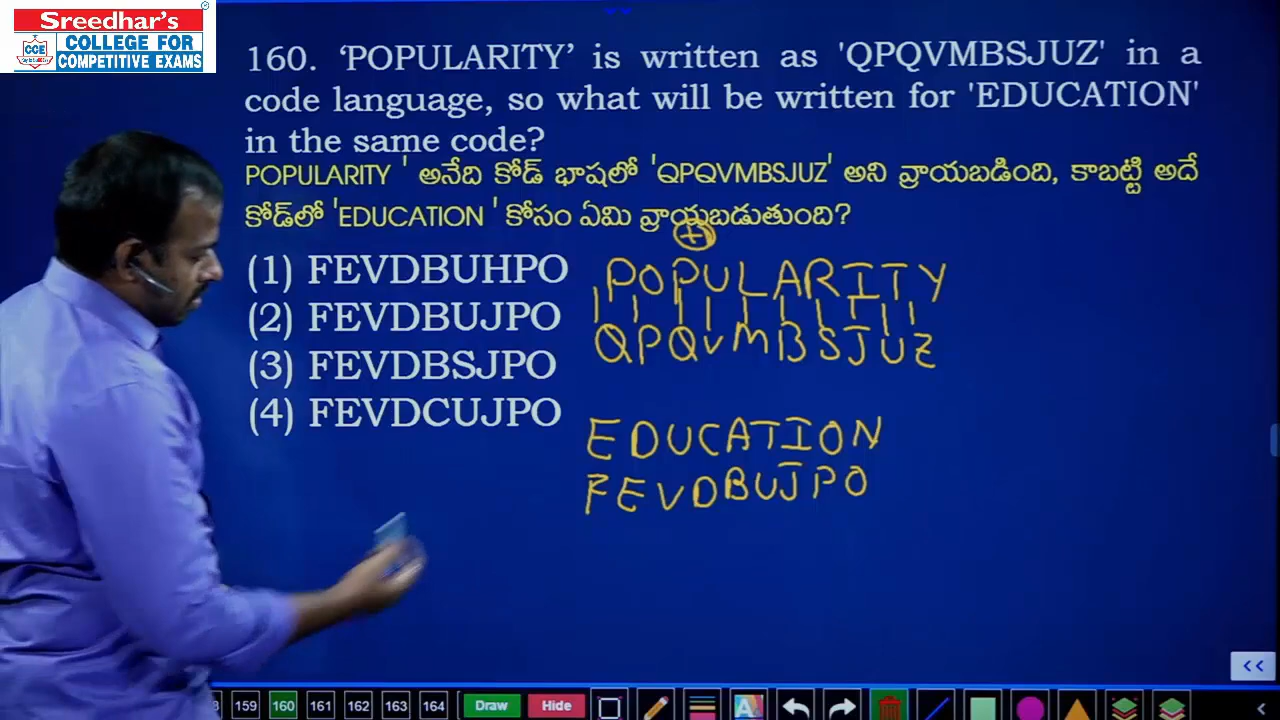 Sreedhar's
CCE
COLLEGE FOR
COMPETITIVE EXAMS
160. ‘POPULARITY’ is written as 'QPQVMBSJUZ' in a
code language, so what will be written for 'EDUCATION'
in the same code?
POPULARITY ' అనేది కోడ్ భాషలో 'QPQVMBSJUZ' అని వ్రాయబడింది, కాబట్టి అదే
కోడ్‌లో 'EDUCATION ' కోసం ఏమి వ్రాయబడుతుంది?
(1) FEVDBUHPO
(2) FEVDBUJPO
(3) FEVDBSJPO
(4) FEVDCUJPO
+
POPULARITY
QPQVMBSJUZ
EDUCATION
FEVDBUJPO
<<
8 159 160 161 162 163 164 Draw Hide A <